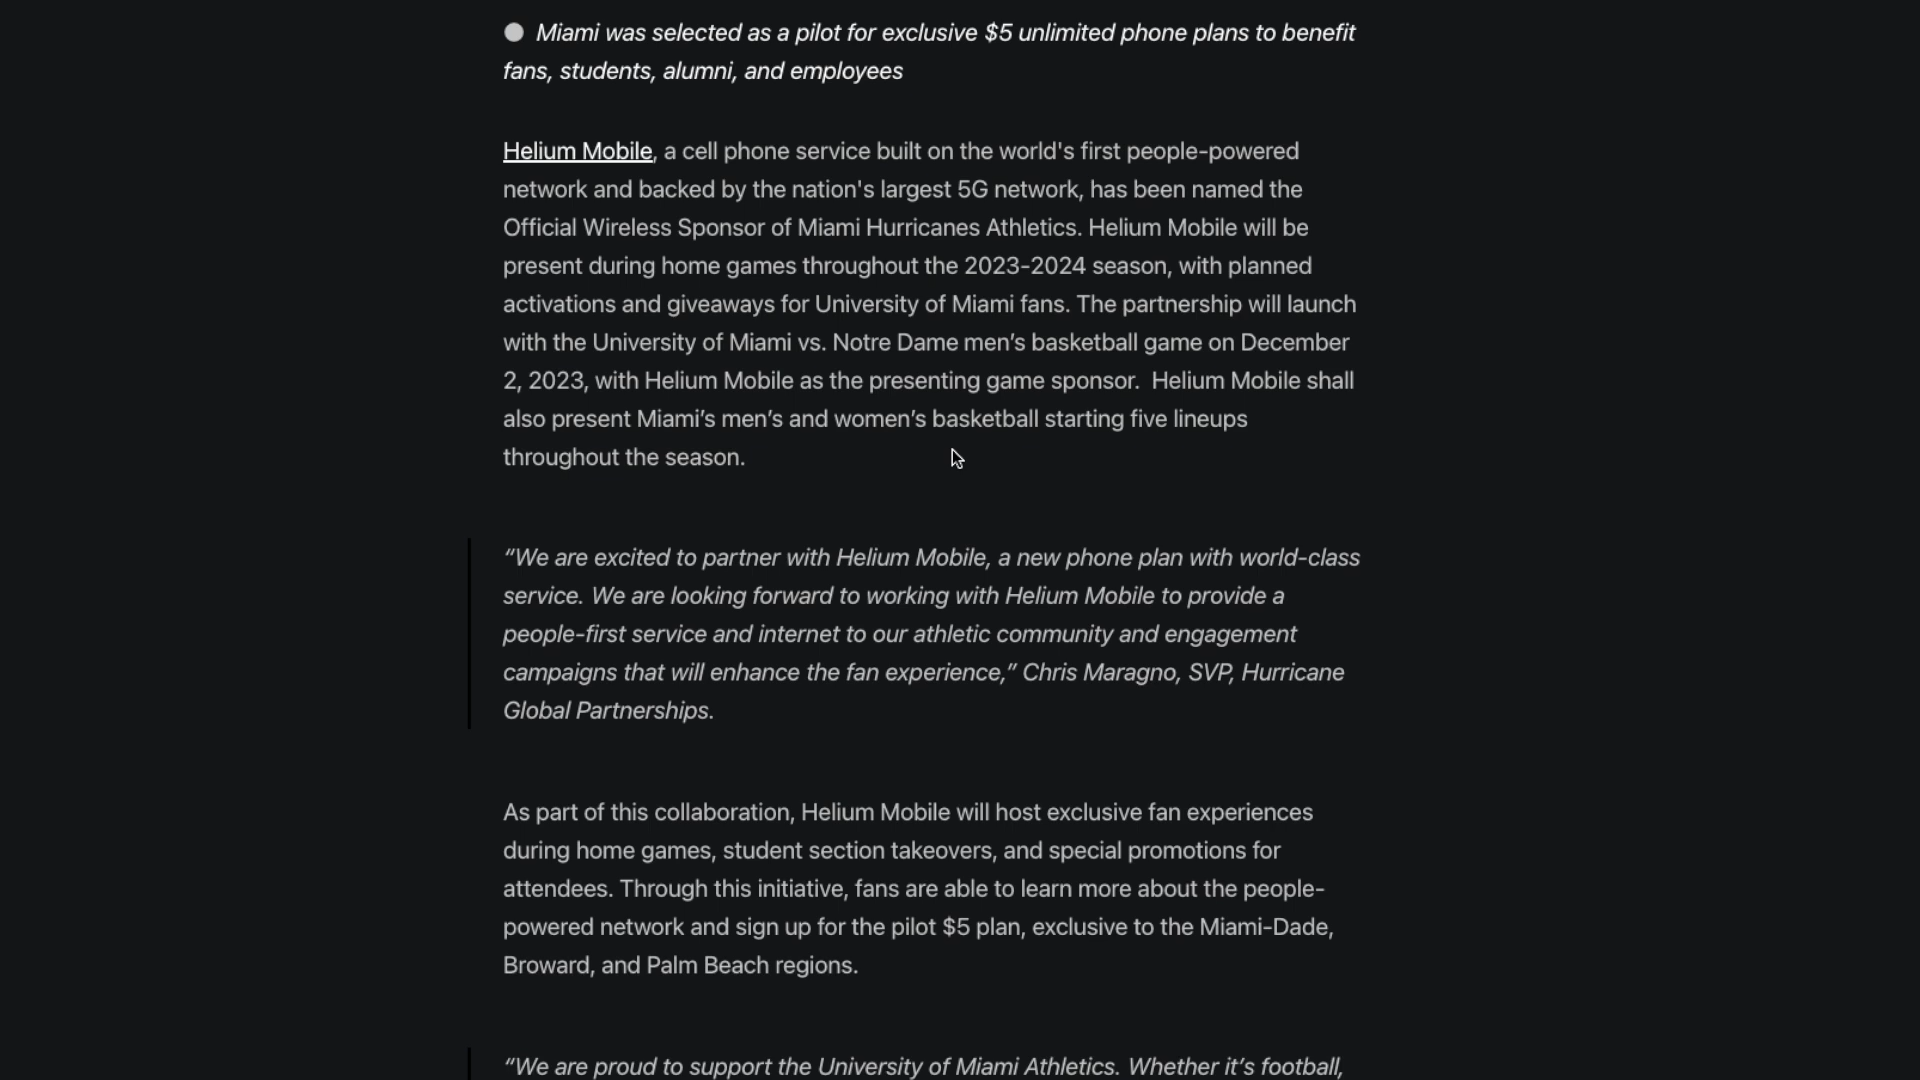 ● Miami was selected as a pilot for exclusive $5 unlimited phone plans to benefit
fans, students, alumni, and employees
Helium Mobile, a cell phone service built on the world's first people-powered
network and backed by the nation's largest 5G network, has been named the
Official Wireless Sponsor of Miami Hurricanes Athletics. Helium Mobile will be
present during home games throughout the 2023-2024 season, with planned
activations and giveaways for University of Miami fans. The partnership will launch
with the University of Miami vs. Notre Dame men’s basketball game on December
2, 2023, with Helium Mobile as the presenting game sponsor.  Helium Mobile shall
also present Miami’s men’s and women’s basketball starting five lineups
throughout the season.
“We are excited to partner with Helium Mobile, a new phone plan with world-class
service. We are looking forward to working with Helium Mobile to provide a
people-first service and internet to our athletic community and engagement
campaigns that will enhance the fan experience,” Chris Maragno, SVP, Hurricane
Global Partnerships.
As part of this collaboration, Helium Mobile will host exclusive fan experiences
during home games, student section takeovers, and special promotions for
attendees. Through this initiative, fans are able to learn more about the people-
powered network and sign up for the pilot $5 plan, exclusive to the Miami-Dade,
Broward, and Palm Beach regions.
“We are proud to support the University of Miami Athletics. Whether it’s football,